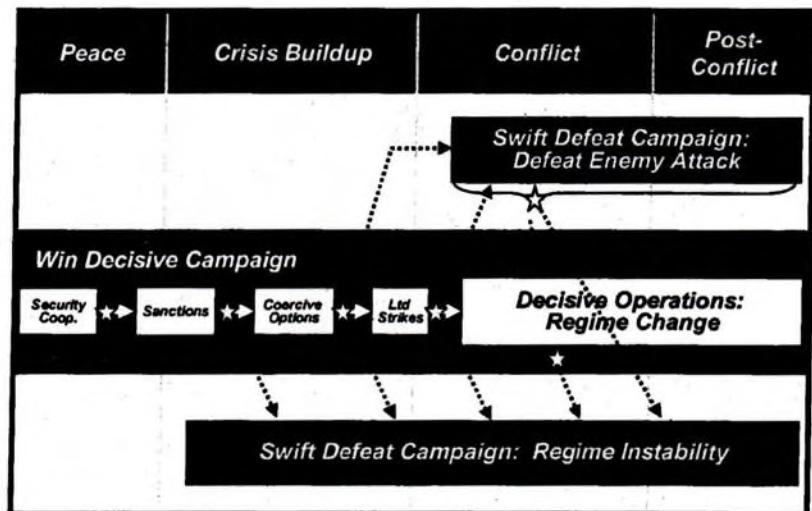 Peace
Crisis Buildup
Conflict
Post-
Conflict
Swift Defeat Campaign:
Defeat Enemy Attack
Win Decisive Campaign
Security
Coop.
Sanctions
Coercive
Options
Ltd
Strikes
Decisive Operations:
Regime Change
Swift Defeat Campaign: Regime Instability